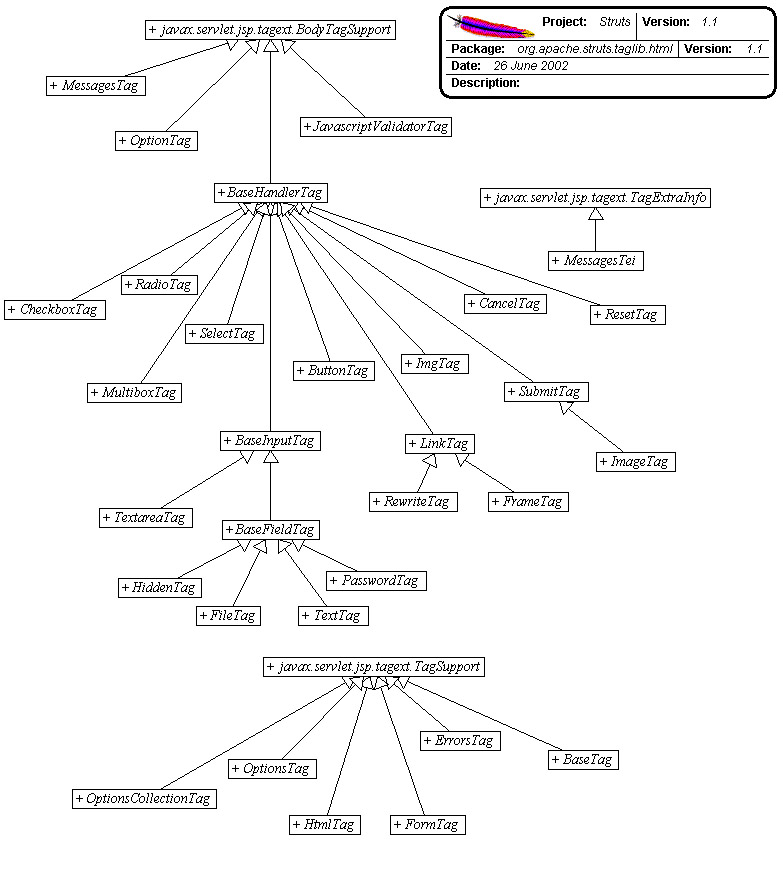 + javax.servlet.jsp.tagext.BodyTagSupport
Project: Struts Version: 1.1
Package: org.apache.struts.taglib.html Version: 1.1
Date: 26 June 2002
Description:
+ MessagesTag
+ OptionTag
+JavascriptValidatorTag
+BaseHandlerTag
+ javax.servlet.jsp.tagext.TagExtraInfo
+ MessagesTei
+ RadioTag
+ CheckboxTag
+ CancelTag
+ ResetTag
+ SelectTag
+ ButtonTag
+ ImgTag
+ MultiboxTag
+ SubmitTag
+ BaseInputTag
+ LinkTag
+ ImageTag
+ RewriteTag
+ FrameTag
+ TextareaTag
+BaseFieldTag
+ HiddenTag
+ PasswordTag
+ FileTag
+ TextTag
+ javax.servlet.jsp.tagext.TagSupport
+ ErrorsTag
+ BaseTag
+ OptionsTag
+ OptionsCollectionTag
+ HtmlTag
+ FormTag